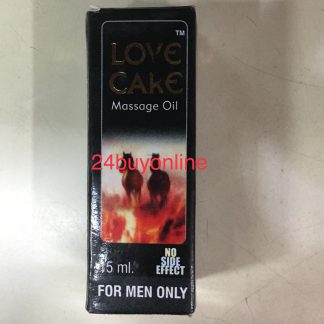 LOVE
CAKE
TM
Massage Oil
24buyonline
NO
SIDE
EFFECT
15 ml.
FOR MEN ONLY